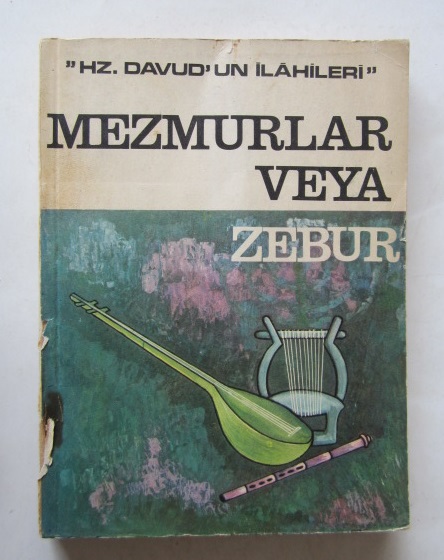 "HZ. DAVUD'UN İLÂHİLERİ"
MEZMURLAR
VEYA
ZEBUR